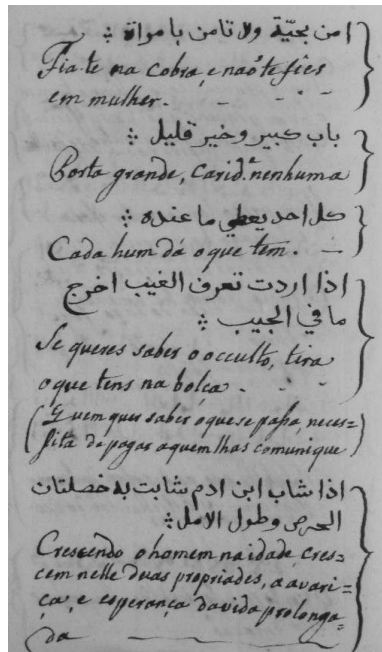 امن بحيّة ولا تامن بامراة
Fia-te na cobra, e naõ te fies
em mulher.
باب كبير وخير قليل
Porta grande, carid.ᵉ nenhuma
كل احد يعطي ما عنده
Cada hum dá o que tem.
اذا اردت تعرف الغيب اخرج
ما في الجيب
Se queres saber o occulto, tira
o que tens na bolça.
(Quem quer saber o que se passa, neces=
sita de pagar a quem lhas comunique)
اذا شاب ابن ادم شابت به خصلتان
الحرص وطول الامل
Crescendo o homem na idade, cres=
cem nelle duas propriades, a avari=
ça, e esperança da vida prolonga=
da